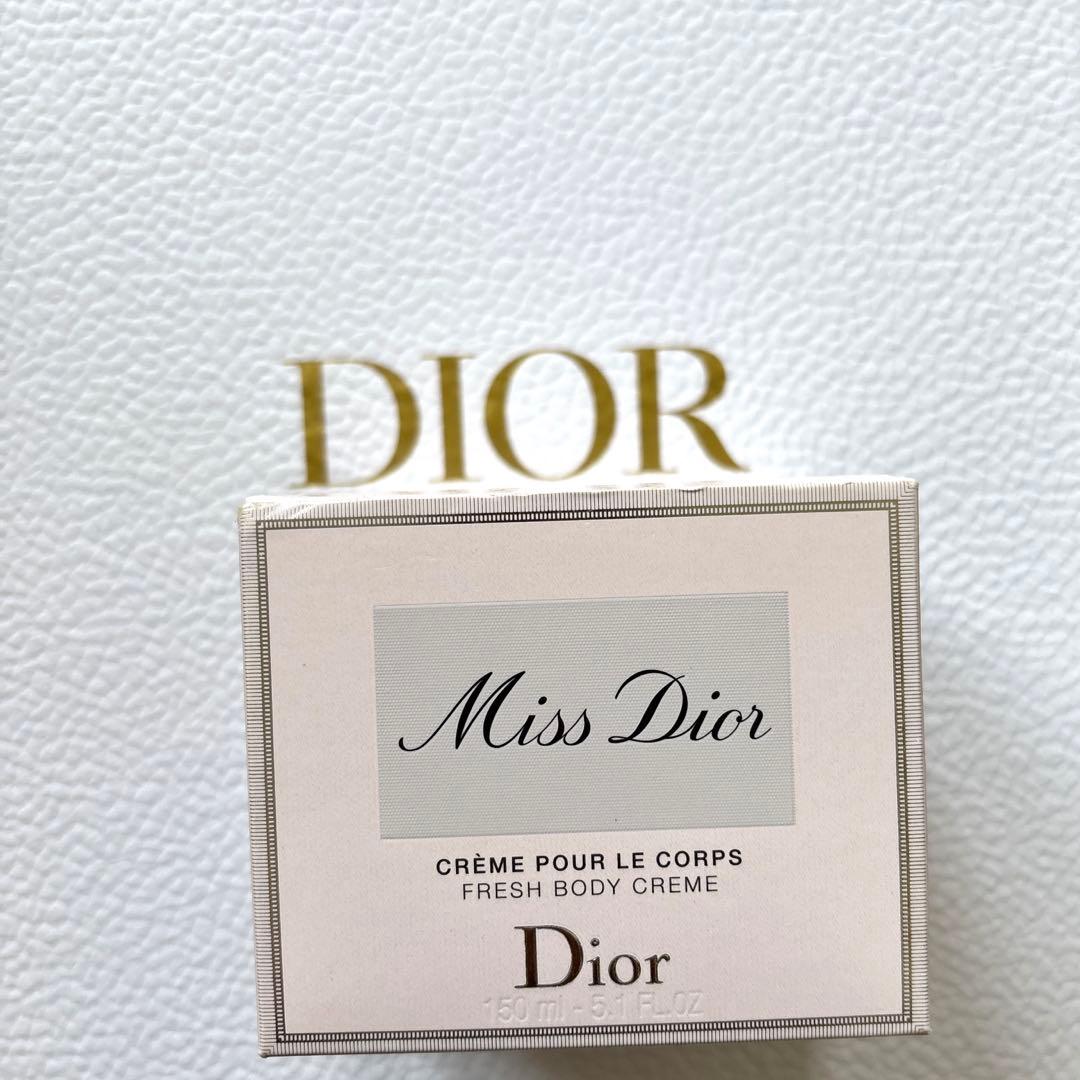 DIOR
Miss Dior
CRÈME POUR LE CORPS
FRESH BODY CREME
Dior
150 ml - 5.1 FL.OZ